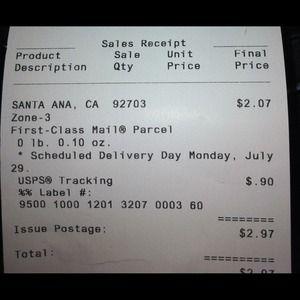 Sales Receipt
Product Sale Unit Final
Description Qty Price Price
SANTA ANA, CA 92703 $2.07
Zone-3
First-Class Mail® Parcel
0 lb. 0.10 oz.
* Scheduled Delivery Day Monday, July
29.
USPS® Tracking $.90
%% Label #:
9500 1000 1201 3207 0003 60
========
Issue Postage: $2.97
==========
Total: $2.97